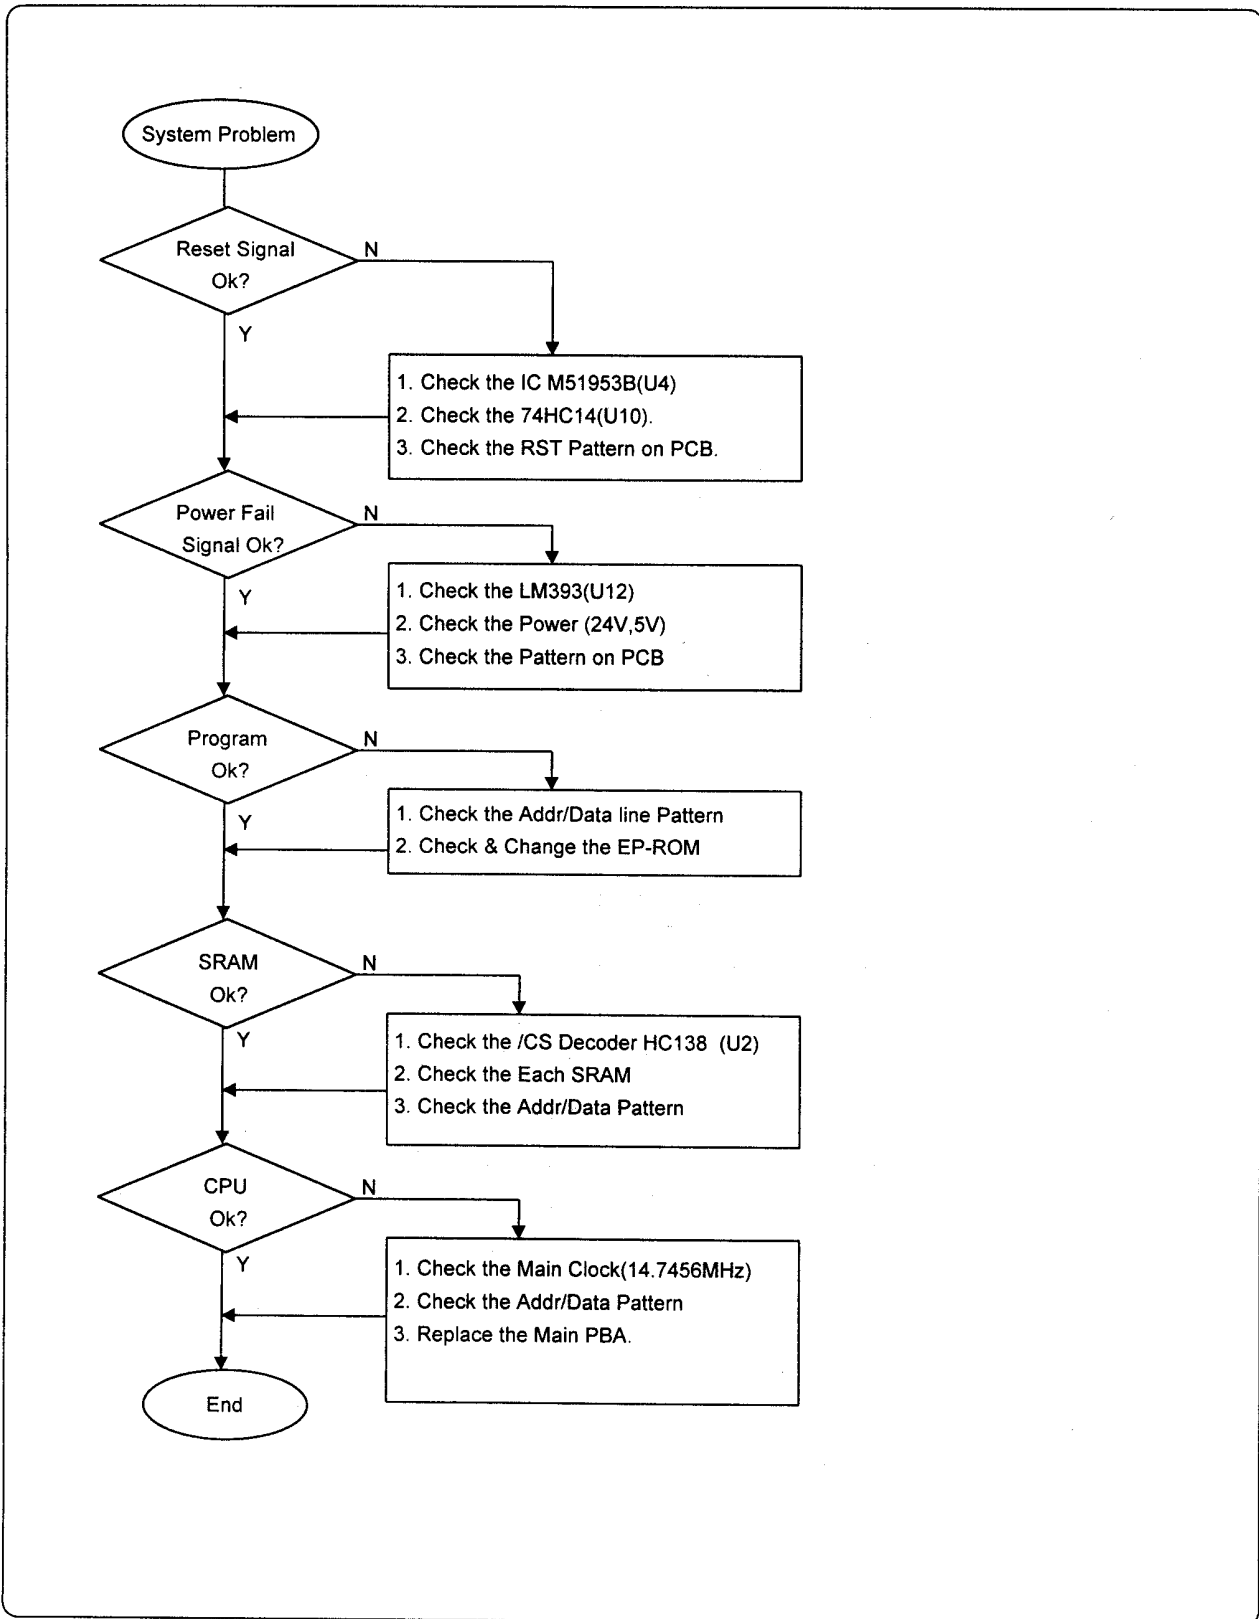 System Problem
Reset Signal
Ok?
N
Y
1. Check the IC M51953B(U4)
2. Check the 74HC14(U10).
3. Check the RST Pattern on PCB.
Power Fail
Signal Ok?
N
Y
1. Check the LM393(U12)
2. Check the Power (24V,5V)
3. Check the Pattern on PCB
Program
Ok?
N
Y
1. Check the Addr/Data line Pattern
2. Check & Change the EP-ROM
SRAM
Ok?
N
Y
1. Check the /CS Decoder HC138 (U2)
2. Check the Each SRAM
3. Check the Addr/Data Pattern
CPU
Ok?
N
Y
1. Check the Main Clock(14.7456MHz)
2. Check the Addr/Data Pattern
3. Replace the Main PBA.
End